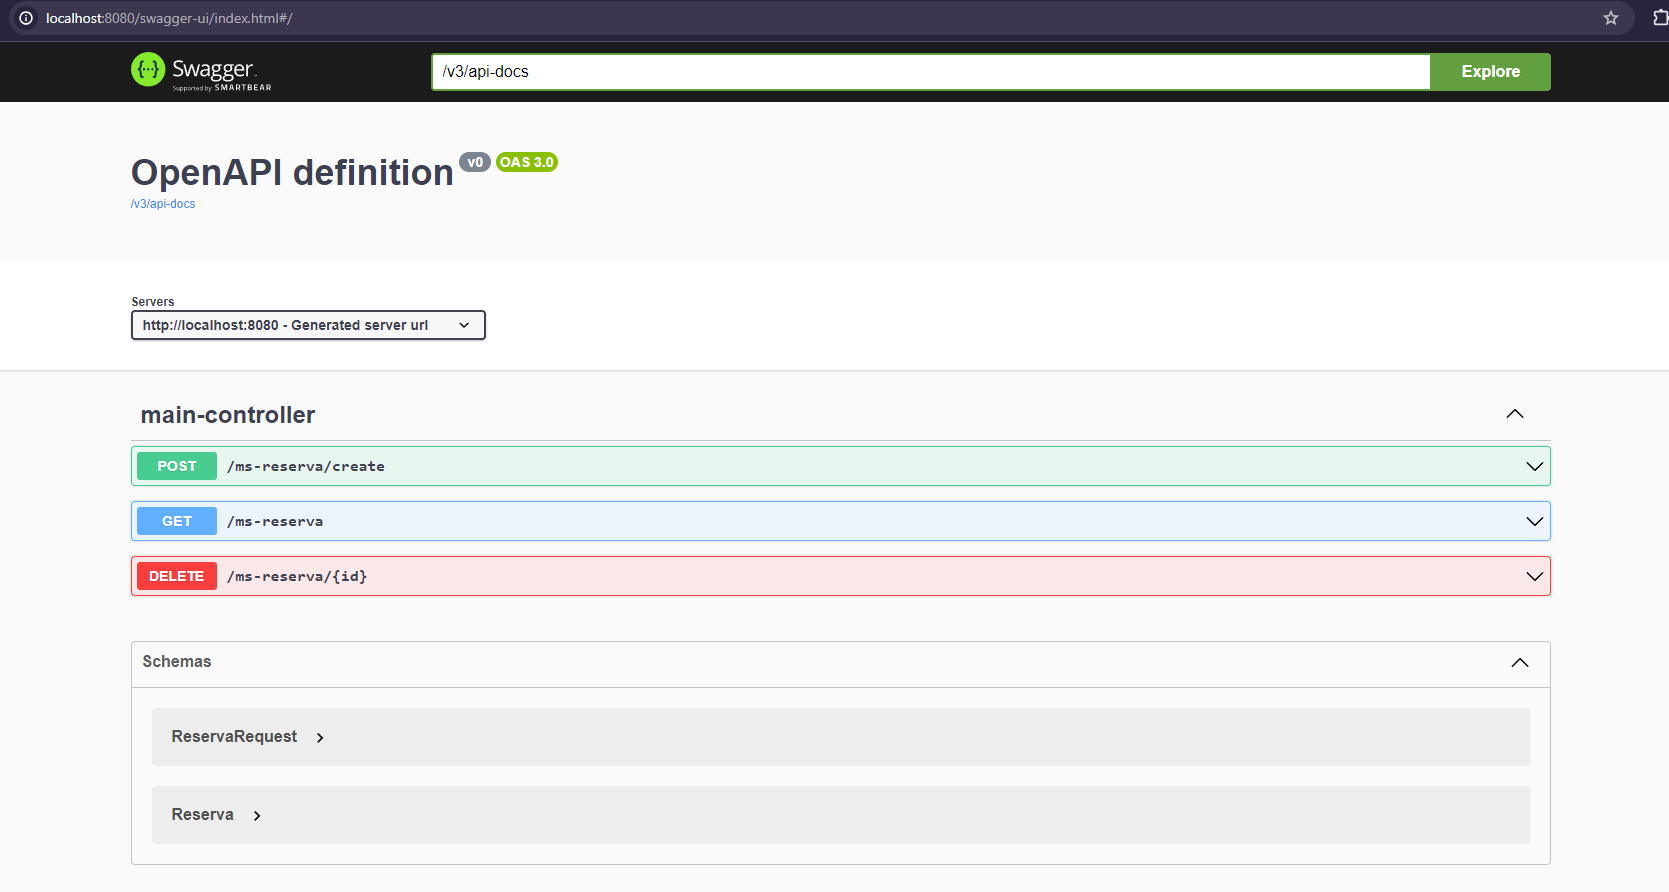 localhost:8080/swagger-ui/index.html#/
{···} Swagger.
Supported by SMARTBEAR
/v3/api-docs
Explore
OpenAPI definition v0 OAS 3.0
/v3/api-docs
Servers
http://localhost:8080 - Generated server url
main-controller
POST /ms-reserva/create
GET /ms-reserva
DELETE /ms-reserva/{id}
Schemas
ReservaRequest
Reserva